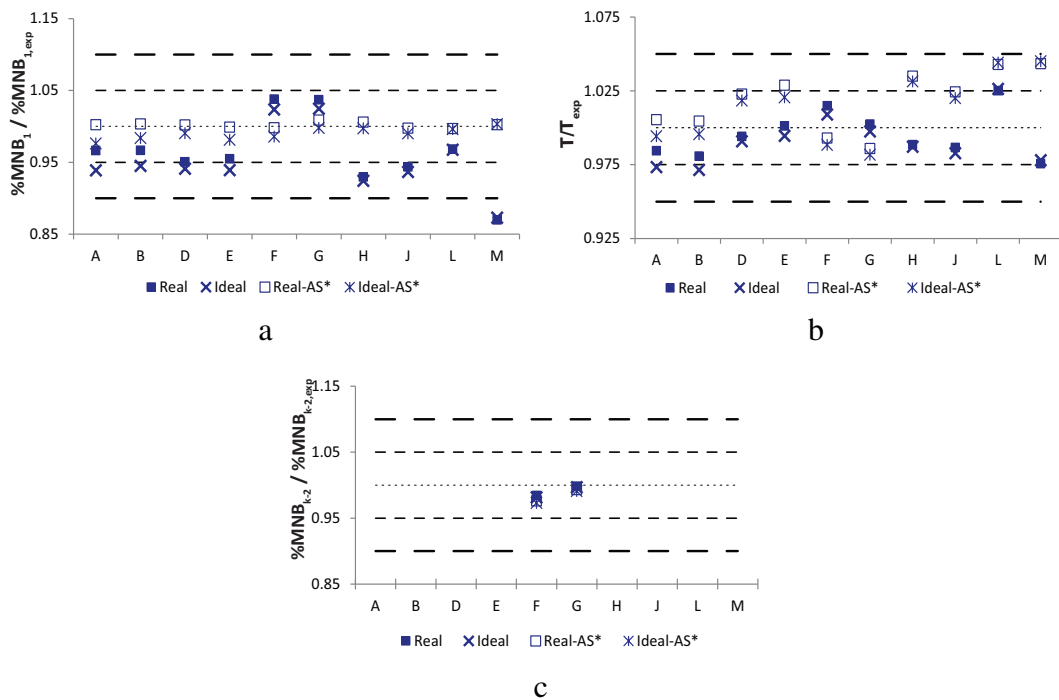 %MNB1 / %MNB1,exp
1.15
1.05
0.95
0.85
A B D E F G H J L M
Real Ideal Real-AS* Ideal-AS*
a
T/Texp
1.075
1.025
0.975
0.925
A B D E F G H J L M
Real Ideal Real-AS* Ideal-AS*
b
%MNBk-2 / %MNBk-2,exp
1.15
1.05
0.95
0.85
A B D E F G H J L M
Real Ideal Real-AS* Ideal-AS*
c